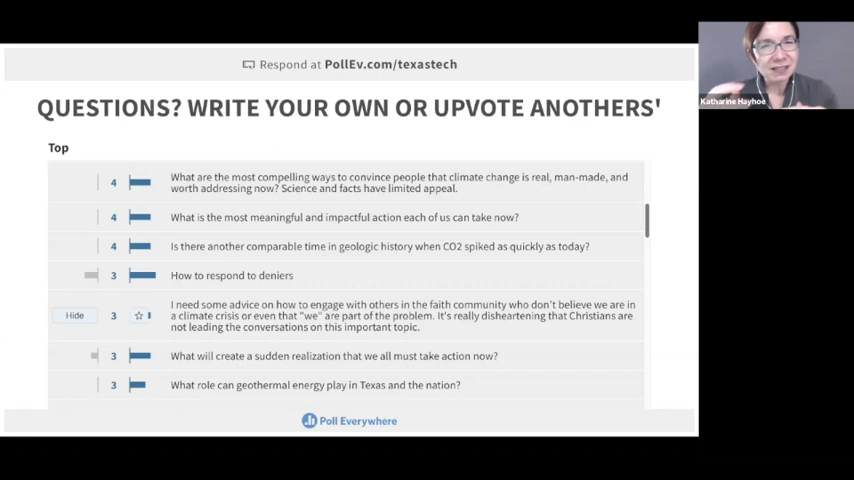 Respond at PollEv.com/texastech
Katharine Hayhoe
QUESTIONS? WRITE YOUR OWN OR UPVOTE ANOTHERS'
Top
4 What are the most compelling ways to convince people that climate change is real, man-made, and
worth addressing now? Science and facts have limited appeal.
4 What is the most meaningful and impactful action each of us can take now?
4 Is there another comparable time in geologic history when CO2 spiked as quickly as today?
3 How to respond to deniers
I need some advice on how to engage with others in the faith community who don't believe we are in
Hide 3 a climate crisis or even that "we" are part of the problem. It's really disheartening that Christians are
not leading the conversations on this important topic.
3 What will create a sudden realization that we all must take action now?
3 What role can geothermal energy play in Texas and the nation?
Poll Everywhere